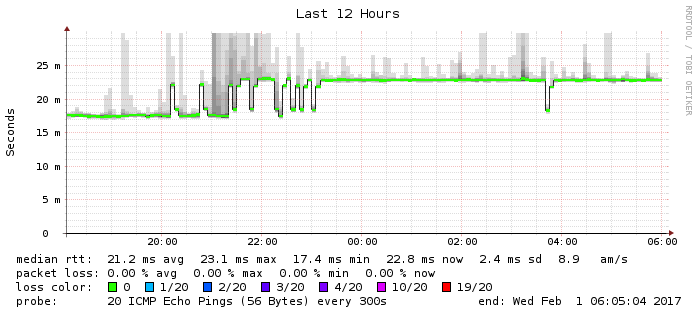 Last 12 Hours
RRDTOOL / TOBI OETIKER
Seconds
25 m
20 m
15 m
10 m
5 m
0
20:00 22:00 00:00 02:00 04:00 06:00
median rtt: 21.2 ms avg 23.1 ms max 17.4 ms min 22.8 ms now 2.4 ms sd 8.9 am/s
packet loss: 0.00 % avg 0.00 % max 0.00 % min 0.00 % now
loss color: 0 1/20 2/20 3/20 4/20 10/20 19/20
probe: 20 ICMP Echo Pings (56 Bytes) every 300s end: Wed Feb 1 06:05:04 2017